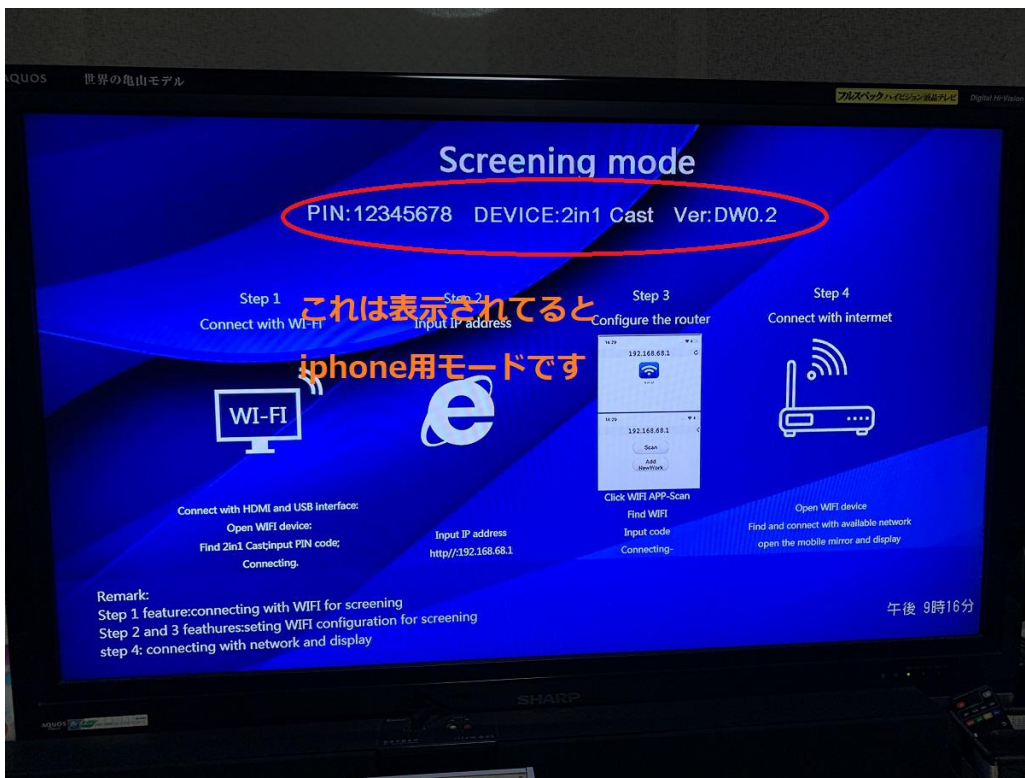 AQUOS 世界の亀山モデル
フルスペックハイビジョン液晶テレビ Digital Hi-Vision
Screening mode
PIN:12345678 DEVICE:2in1 Cast Ver:DW0.2
Step 1
Connect with WI-FI
WI-FI
Connect with HDMI and USB interface:
Open WIFI device:
Find 2in1 Cast;input PIN code;
Connecting.
Step 2
Input IP address
Input IP address
http//:192.168.68.1
これは表示されてると
iphone用モードです
Step 3
Configure the router
14:29
192.168.68.1
14:29
192.168.68.1
Scan
Add
NewWork
Click WIFI APP-Scan
Find WIFI
Input code
Connecting-
Step 4
Connect with internet
Open WIFI device
Find and connect with available network
open the mobile mirror and display
Remark:
Step 1 feature:connecting with WIFI for screening
Step 2 and 3 feathures:seting WIFI configuration for screening
step 4: connecting with network and display
午後 9時16分
SHARP
AQUOS